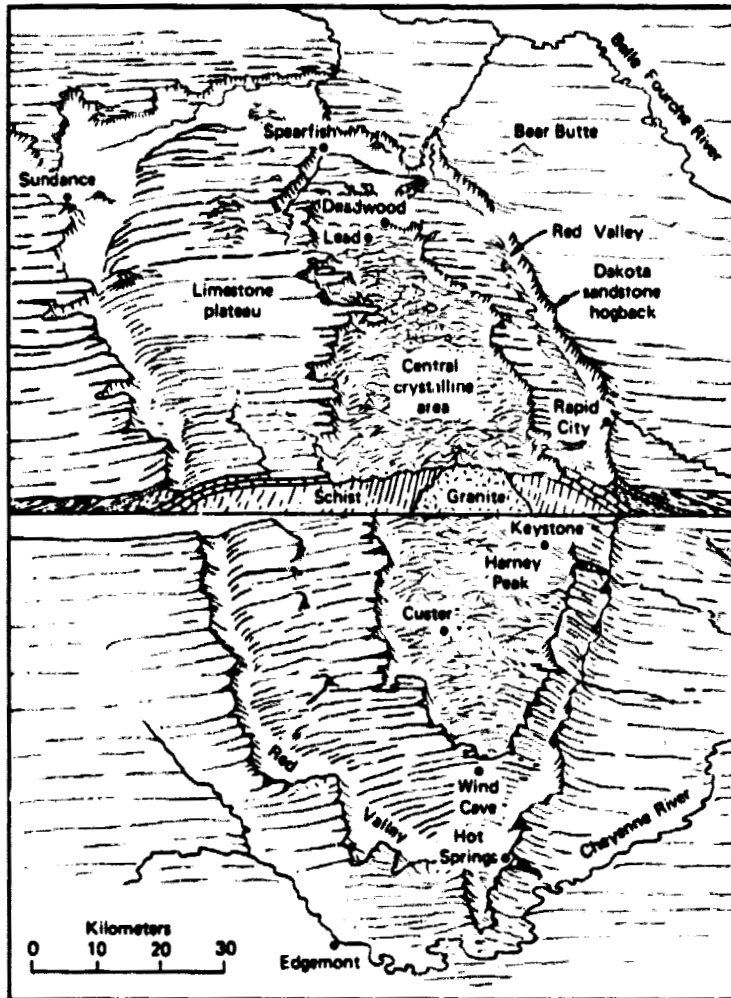 Belle Fourche River
Spearfish
Bear Butte
Sundance
Deadwood
Lead
Red Valley
Limestone
plateau
Dakota
sandstone
hogback
Central
crystalline
area
Rapid
City
Schist
Granite
Keystone
Harney
Peak
Custer
Red
Valley
Wind
Cave
Hot
Springs
Cheyenne River
Kilometers
0 10 20 30
Edgemont